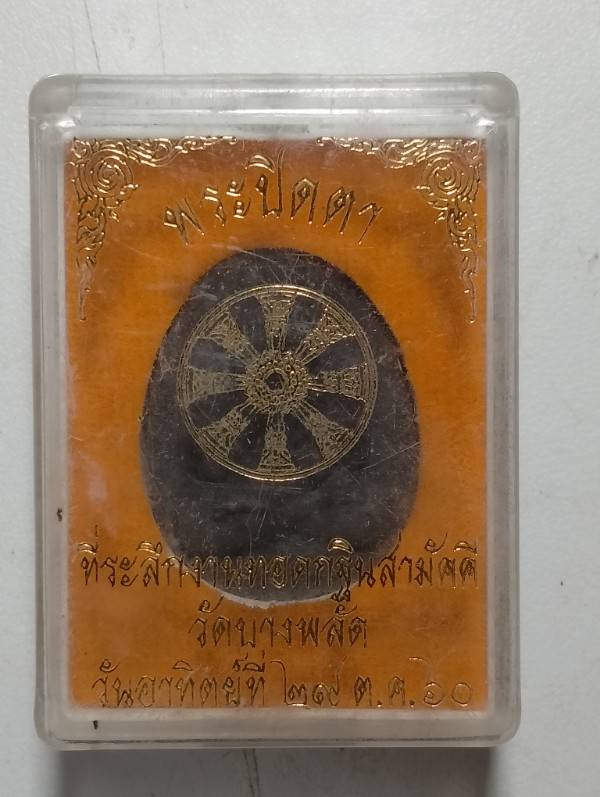 พระปิดตา
ที่ระลึกงานทอดกฐินสามัคคี
วัดบางพลัด
วันอาทิตย์ที่ ๒๙ ต.ค. ๖๐